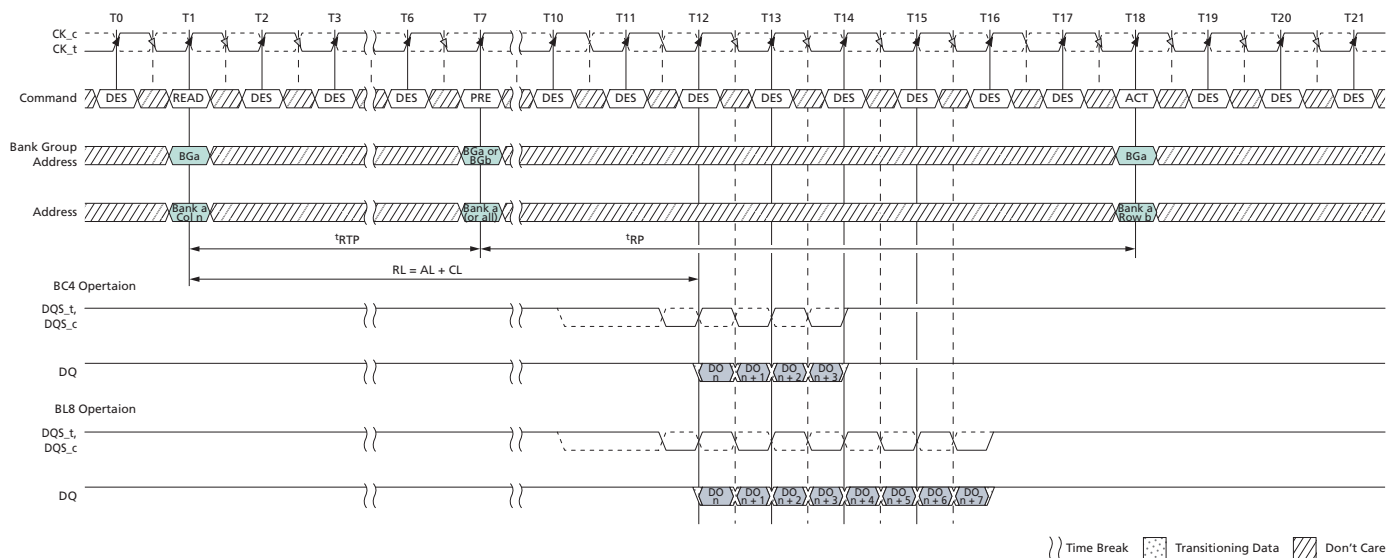 T0 T1 T2 T3 T6 T7 T10 T11 T12 T13 T14 T15 T16 T17 T18 T19 T20 T21
CK_c
CK_t
Command DES READ DES DES DES PRE DES DES DES DES DES DES DES DES ACT DES DES DES
Bank Group
Address
BGa
BGa or
BGb
BGa
Address
Bank a
Col n
Bank a
(or all)
Bank a
Row b
tRTP tRP
RL = AL + CL
BC4 Opertaion
DQS_t,
DQS_c
DQ
DO
n
DO
n + 1
DO
n + 2
DO
n + 3
BL8 Opertaion
DQS_t,
DQS_c
DQ
DO
n
DO
n + 1
DO
n + 2
DO
n + 3
DO
n + 4
DO
n + 5
DO
n + 6
DO
n + 7
Time Break Transitioning Data Don't Care